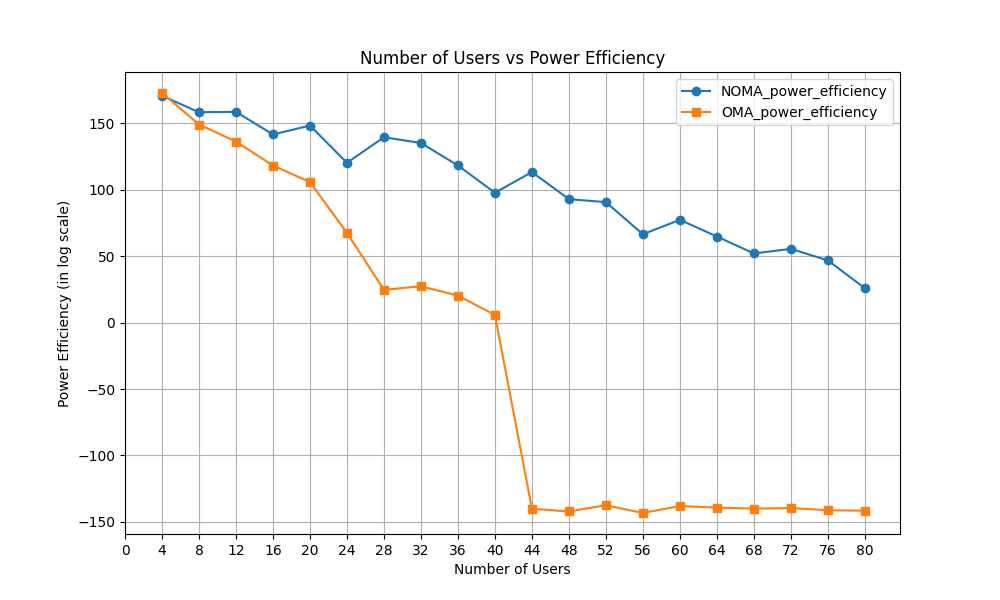 Number of Users vs Power Efficiency
NOMA_power_efficiency
OMA_power_efficiency
Power Efficiency (in log scale)
150
100
50
0
−50
−100
−150
0 4 8 12 16 20 24 28 32 36 40 44 48 52 56 60 64 68 72 76 80
Number of Users